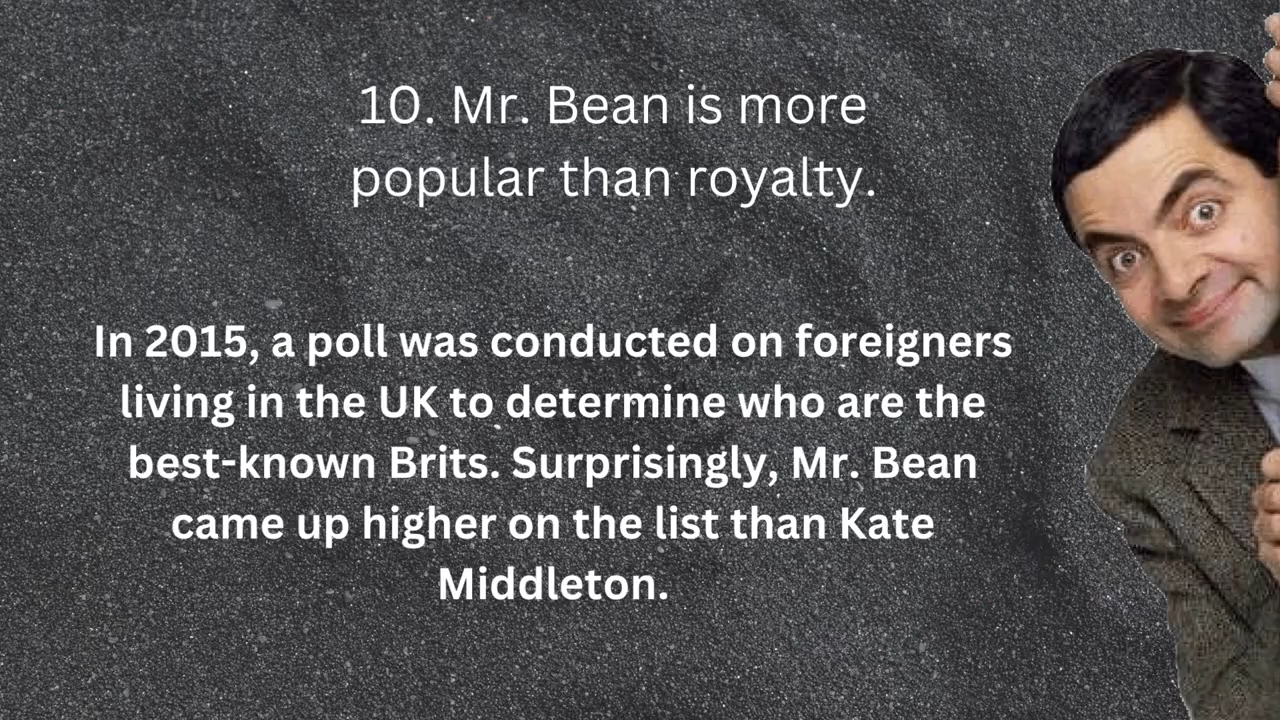 10. Mr. Bean is more
popular than royalty.
In 2015, a poll was conducted on foreigners
living in the UK to determine who are the
best-known Brits. Surprisingly, Mr. Bean
came up higher on the list than Kate
Middleton.